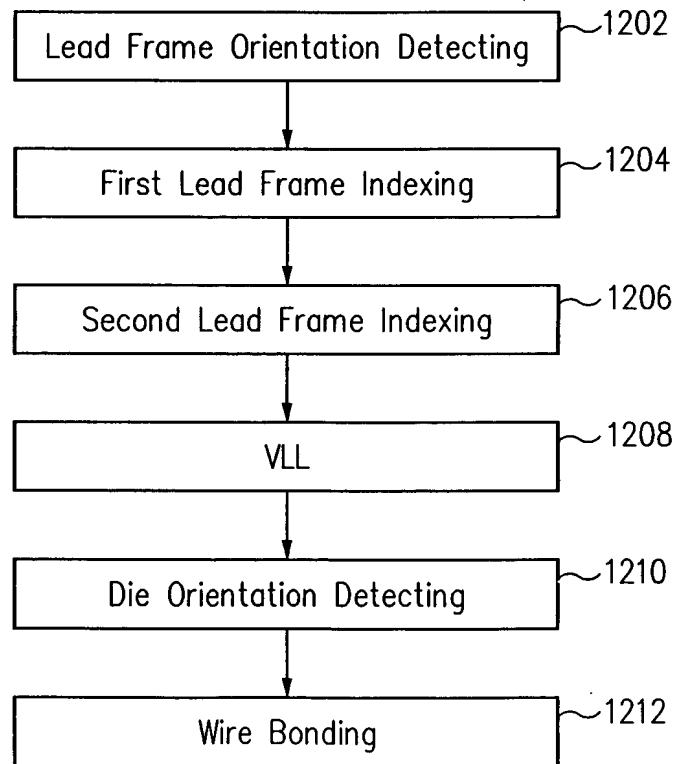 Lead Frame Orientation Detecting 1202
First Lead Frame Indexing 1204
Second Lead Frame Indexing 1206
VLL 1208
Die Orientation Detecting 1210
Wire Bonding 1212